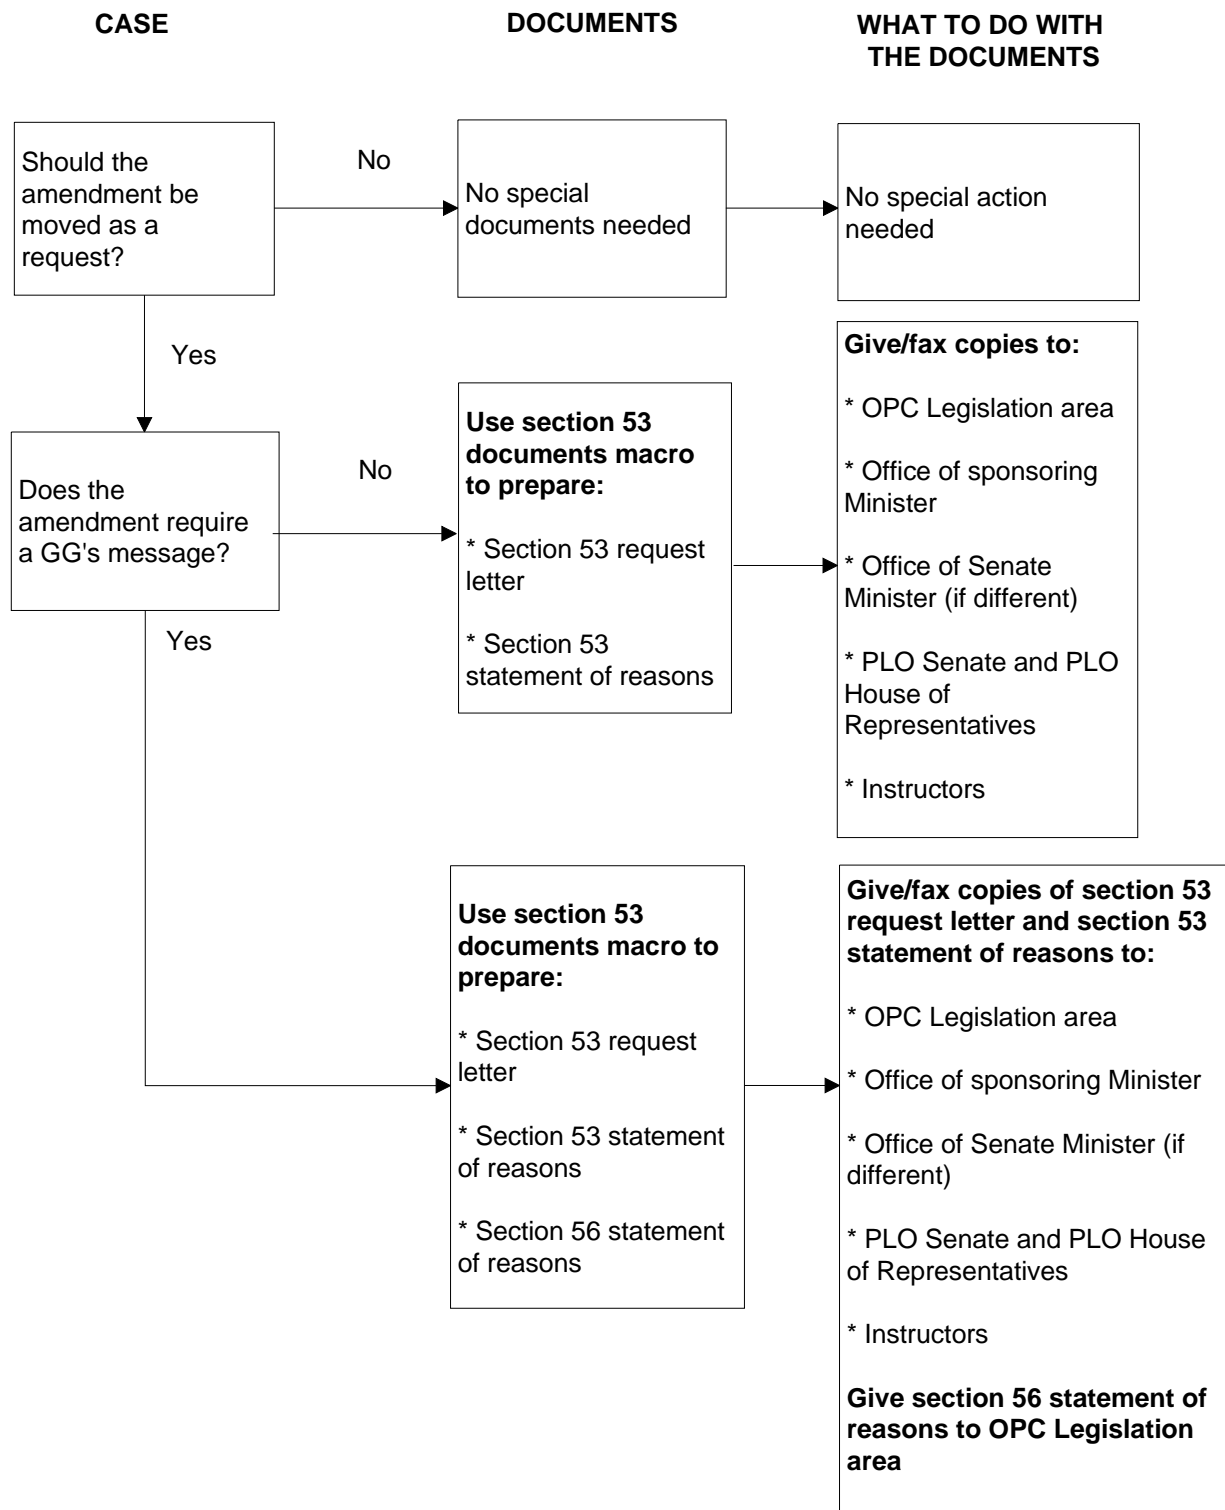 CASE
DOCUMENTS
WHAT TO DO WITH
THE DOCUMENTS
Should the
amendment be
moved as a
request?
No
No special
documents needed
No special action
needed
Yes
Does the
amendment require
a GG's message?
No
Use section 53
documents macro
to prepare:
* Section 53 request
letter
* Section 53
statement of reasons
Give/fax copies to:
* OPC Legislation area
* Office of sponsoring
Minister
* Office of Senate
Minister (if different)
* PLO Senate and PLO
House of
Representatives
* Instructors
Yes
Use section 53
documents macro to
prepare:
* Section 53 request
letter
* Section 53 statement
of reasons
* Section 56 statement
of reasons
Give/fax copies of section 53
request letter and section 53
statement of reasons to:
* OPC Legislation area
* Office of sponsoring Minister
* Office of Senate Minister (if
different)
* PLO Senate and PLO House
of Representatives
* Instructors
Give section 56 statement of
reasons to OPC Legislation
area